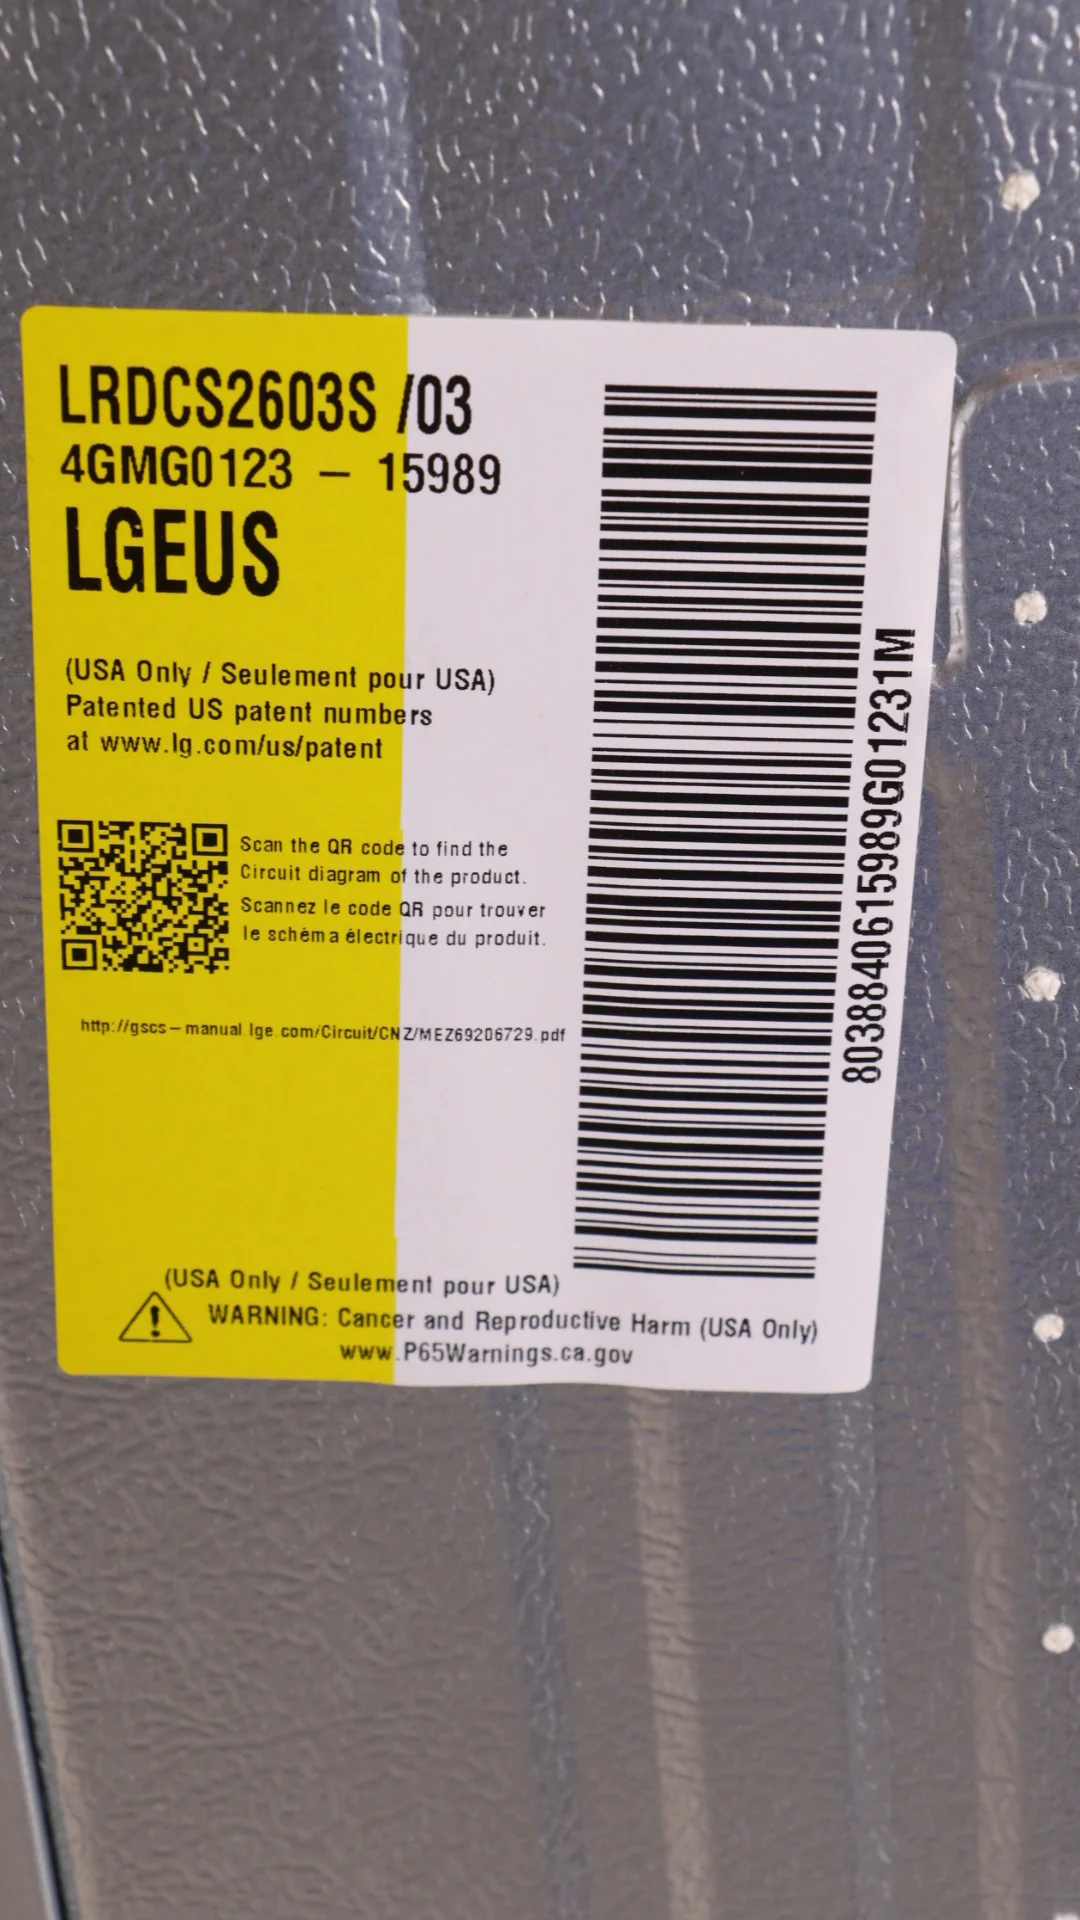 LRDCS2603S /03
4GMG0123 – 15989
LGEUS
(USA Only / Seulement pour USA)
Patented US patent numbers
at www.lg.com/us/patent
Scan the QR code to find the
Circuit diagram of the product.
Scannez le code QR pour trouver
le schéma électrique du produit.
http://gscs–manual.lge.com/Circuit/CNZ/MEZ69206729.pdf
8038840615989G01231M
(USA Only / Seulement pour USA)
WARNING: Cancer and Reproductive Harm (USA Only)
www.P65Warnings.ca.gov